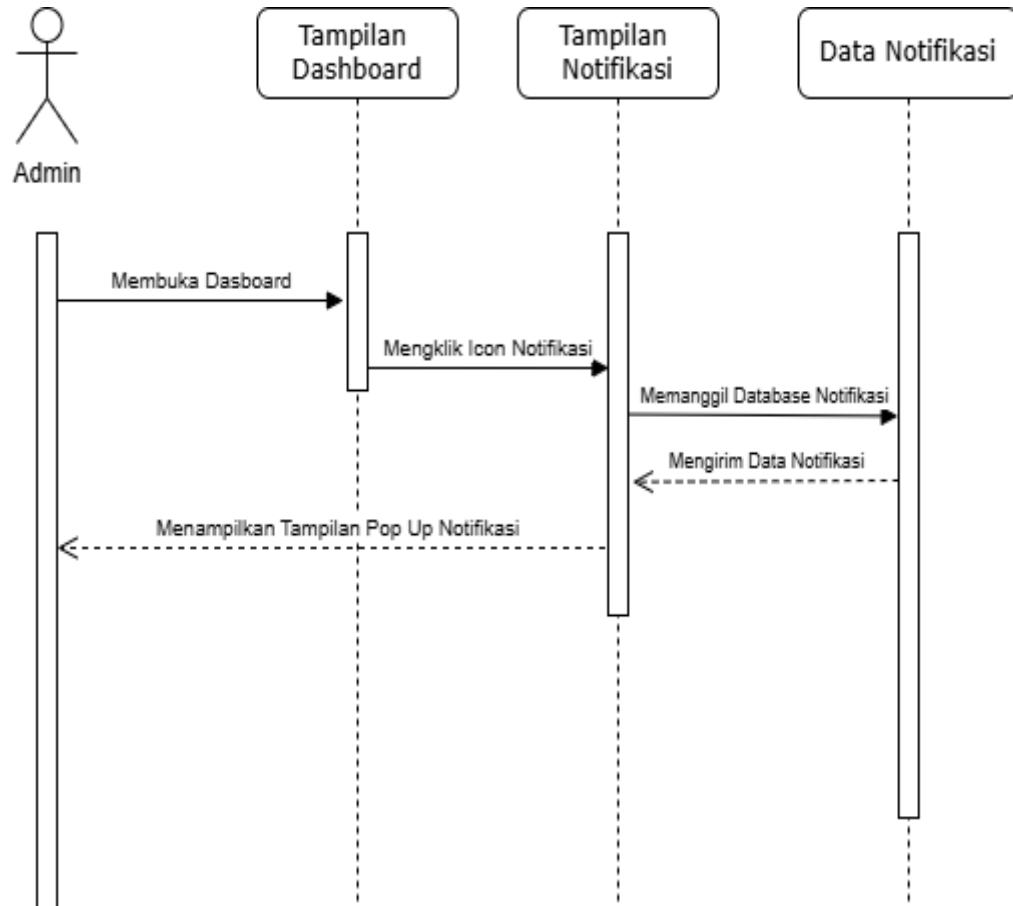 Tampilan
Dashboard
Tampilan
Notifikasi
Data Notifikasi
Admin
Membuka Dasboard
Mengklik Icon Notifikasi
Memanggil Database Notifikasi
Mengirim Data Notifikasi
Menampilkan Tampilan Pop Up Notifikasi